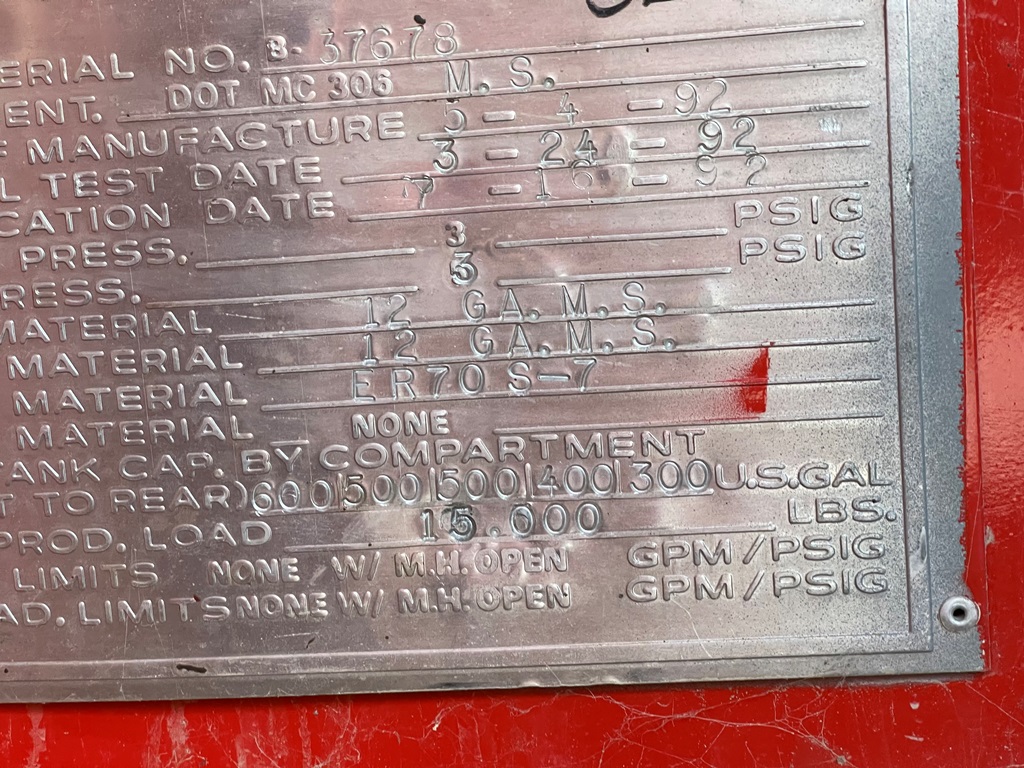 ERIAL NO. B-37678
ENT. DOT MC 306 M.S.
F MANUFACTURE 5-4-92
L TEST DATE 3-24-92
CATION DATE 7-16-92
PRESS. 3 PSIG
RESS. 5 PSIG
MATERIAL 12 GA.M.S.
MATERIAL 12 GA.M.S.
MATERIAL ER70S-7
MATERIAL NONE
TANK CAP. BY COMPARTMENT
T TO REAR) 600|500|500|400|300 U.S.GAL
PROD. LOAD 15.000 LBS.
LIMITS NONE W/ M.H. OPEN GPM/PSIG
AD. LIMITS NONE W/ M.H. OPEN GPM/PSIG